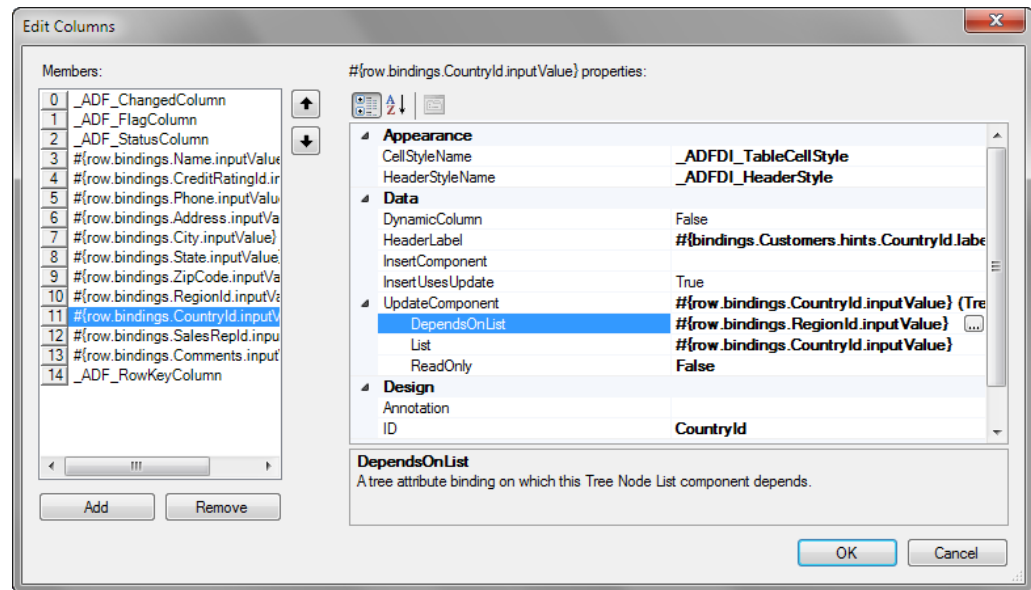 Edit Columns
Members:
0 _ADF_ChangedColumn
1 _ADF_FlagColumn
2 _ADF_StatusColumn
3 #{row.bindings.Name.inputValue
4 #{row.bindings.CreditRatingId.in
5 #{row.bindings.Phone.inputValu
6 #{row.bindings.Address.inputVa
7 #{row.bindings.City.inputValue}
8 #{row.bindings.State.inputValue
9 #{row.bindings.ZipCode.inputVa
10 #{row.bindings.RegionId.inputVa
11 #{row.bindings.CountryId.inputV
12 #{row.bindings.SalesRepId.inpu
13 #{row.bindings.Comments.input
14 _ADF_RowKeyColumn
Add
Remove
#{row.bindings.CountryId.inputValue} properties:
Appearance
CellStyleName _ADFDI_TableCellStyle
HeaderStyleName _ADFDI_HeaderStyle
Data
DynamicColumn False
HeaderLabel #{bindings.Customers.hints.CountryId.labe
InsertComponent
InsertUsesUpdate True
UpdateComponent #{row.bindings.CountryId.inputValue} (Tre
DependsOnList #{row.bindings.RegionId.inputValue} ...
List #{row.bindings.CountryId.inputValue}
ReadOnly False
Design
Annotation
ID CountryId
DependsOnList
A tree attribute binding on which this Tree Node List component depends.
OK
Cancel